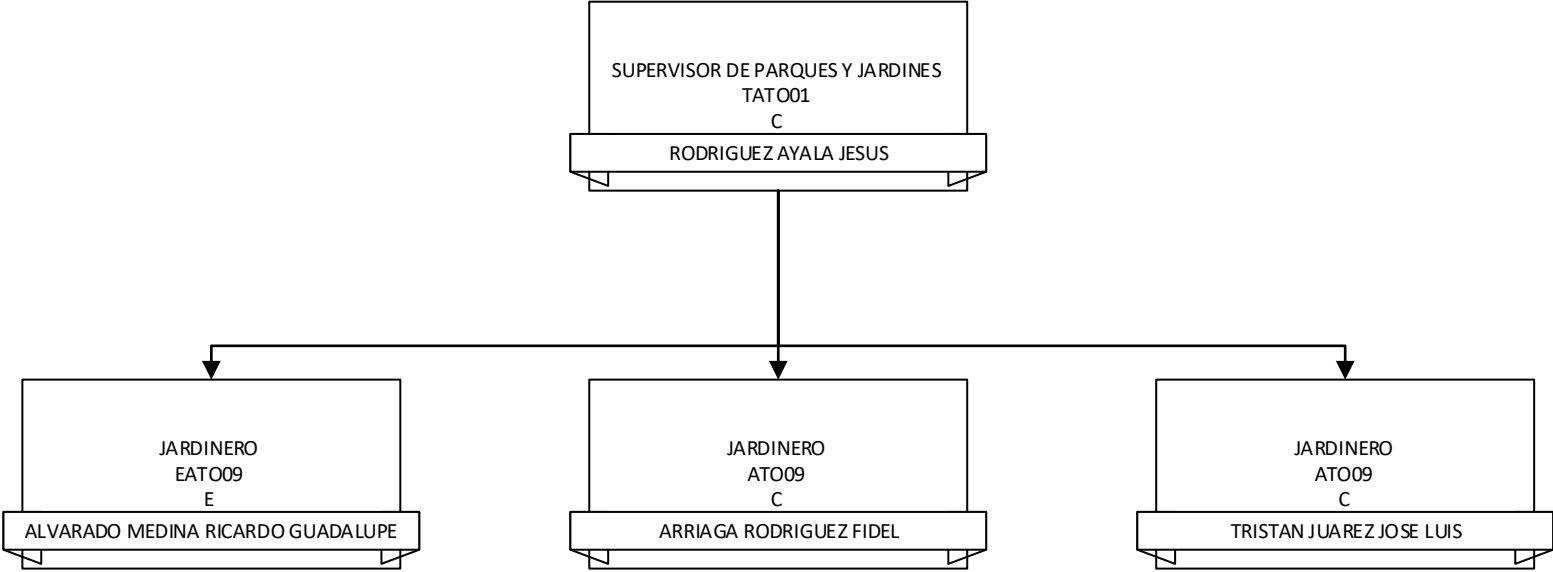 SUPERVISOR DE PARQUES Y JARDINES
TATO01
C
RODRIGUEZ AYALA JESUS
JARDINERO
EATO09
E
ALVARADO MEDINA RICARDO GUADALUPE
JARDINERO
ATO09
C
ARRIAGA RODRIGUEZ FIDEL
JARDINERO
ATO09
C
TRISTAN JUAREZ JOSE LUIS